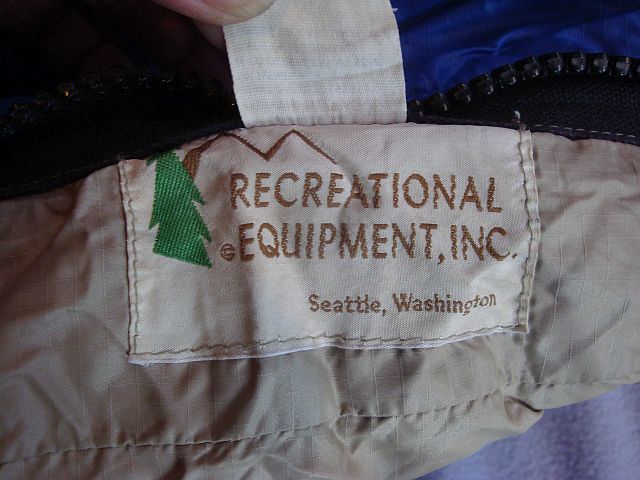 RECREATIONAL
©EQUIPMENT, INC.
Seattle, Washington